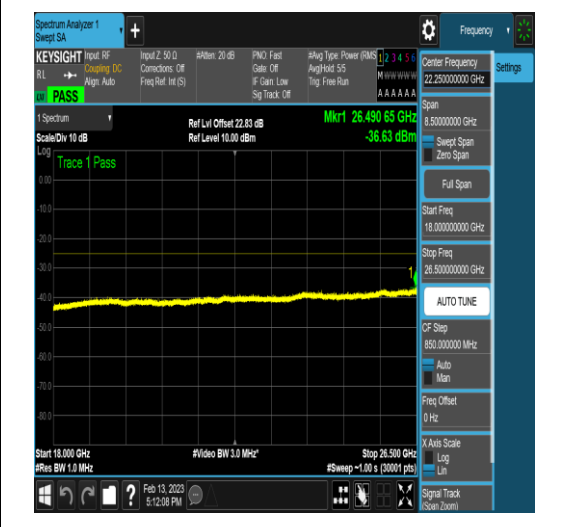 Spectrum Analyzer 1
Swept SA
Frequency
KEYSIGHT
RL
Input: RF
Coupling: DC
Align: Auto
Input Z: 50 Ω
Corrections: Off
Freq Ref: Int (S)
#Atten: 20 dB
PNO: Fast
Gate: Off
IF Gain: Low
Sig Track: Off
#Avg Type: Power (RMS
Avg|Hold: 5/5
Trig: Free Run
1 2 3 4 5 6
M W W W W W
A A A A A A
PASS
1 Spectrum
Scale/Div 10 dB
Ref Lvl Offset 22.83 dB
Ref Level 10.00 dBm
Mkr1 26.490 65 GHz
-36.63 dBm
Log
Trace 1 Pass
0.00
-10.0
-20.0
-30.0
-40.0
-50.0
-60.0
-70.0
-80.0
1
Start 18.000 GHz
#Res BW 1.0 MHz
#Video BW 3.0 MHz*
Stop 26.500 GHz
#Sweep ~1.00 s (30001 pts)
Center Frequency
22.250000000 GHz
Settings
Span
8.50000000 GHz
Swept Span
Zero Span
Full Span
Start Freq
18.000000000 GHz
Stop Freq
26.500000000 GHz
AUTO TUNE
CF Step
850.000000 MHz
Auto
Man
Freq Offset
0 Hz
X Axis Scale
Log
Lin
Signal Track
(Span Zoom)
?
Feb 13, 2023
5:12:08 PM